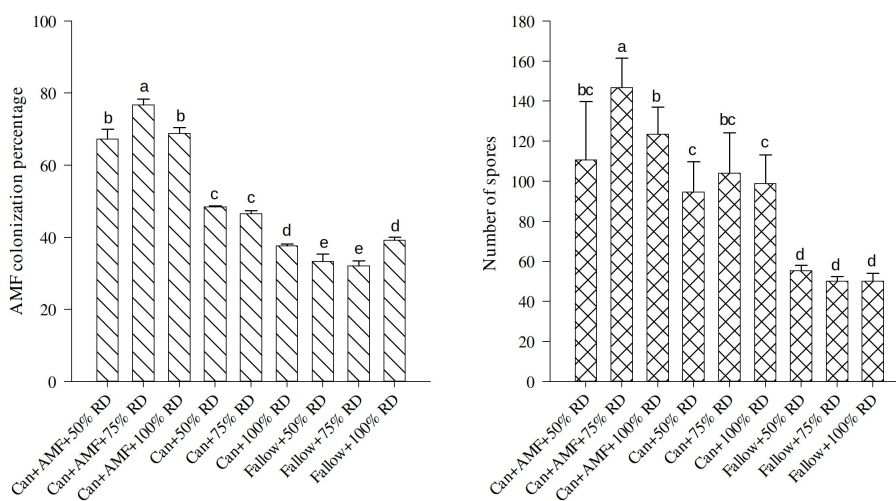 AMF colonization percentage
100
80
60
40
20
0
b
a
b
c
c
d
e
e
d
Can+AMF+50% RD
Can+AMF+75% RD
Can+AMF+100% RD
Can+50% RD
Can+75% RD
Can+100% RD
Fallow+50% RD
Fallow+75% RD
Fallow+100% RD
Number of spores
180
160
140
120
100
80
60
40
20
0
bc
a
b
c
bc
c
d
d
d
Can+AMF+50% RD
Can+AMF+75% RD
Can+AMF+100% RD
Can+50% RD
Can+75% RD
Can+100% RD
Fallow+50% RD
Fallow+75% RD
Fallow+100% RD